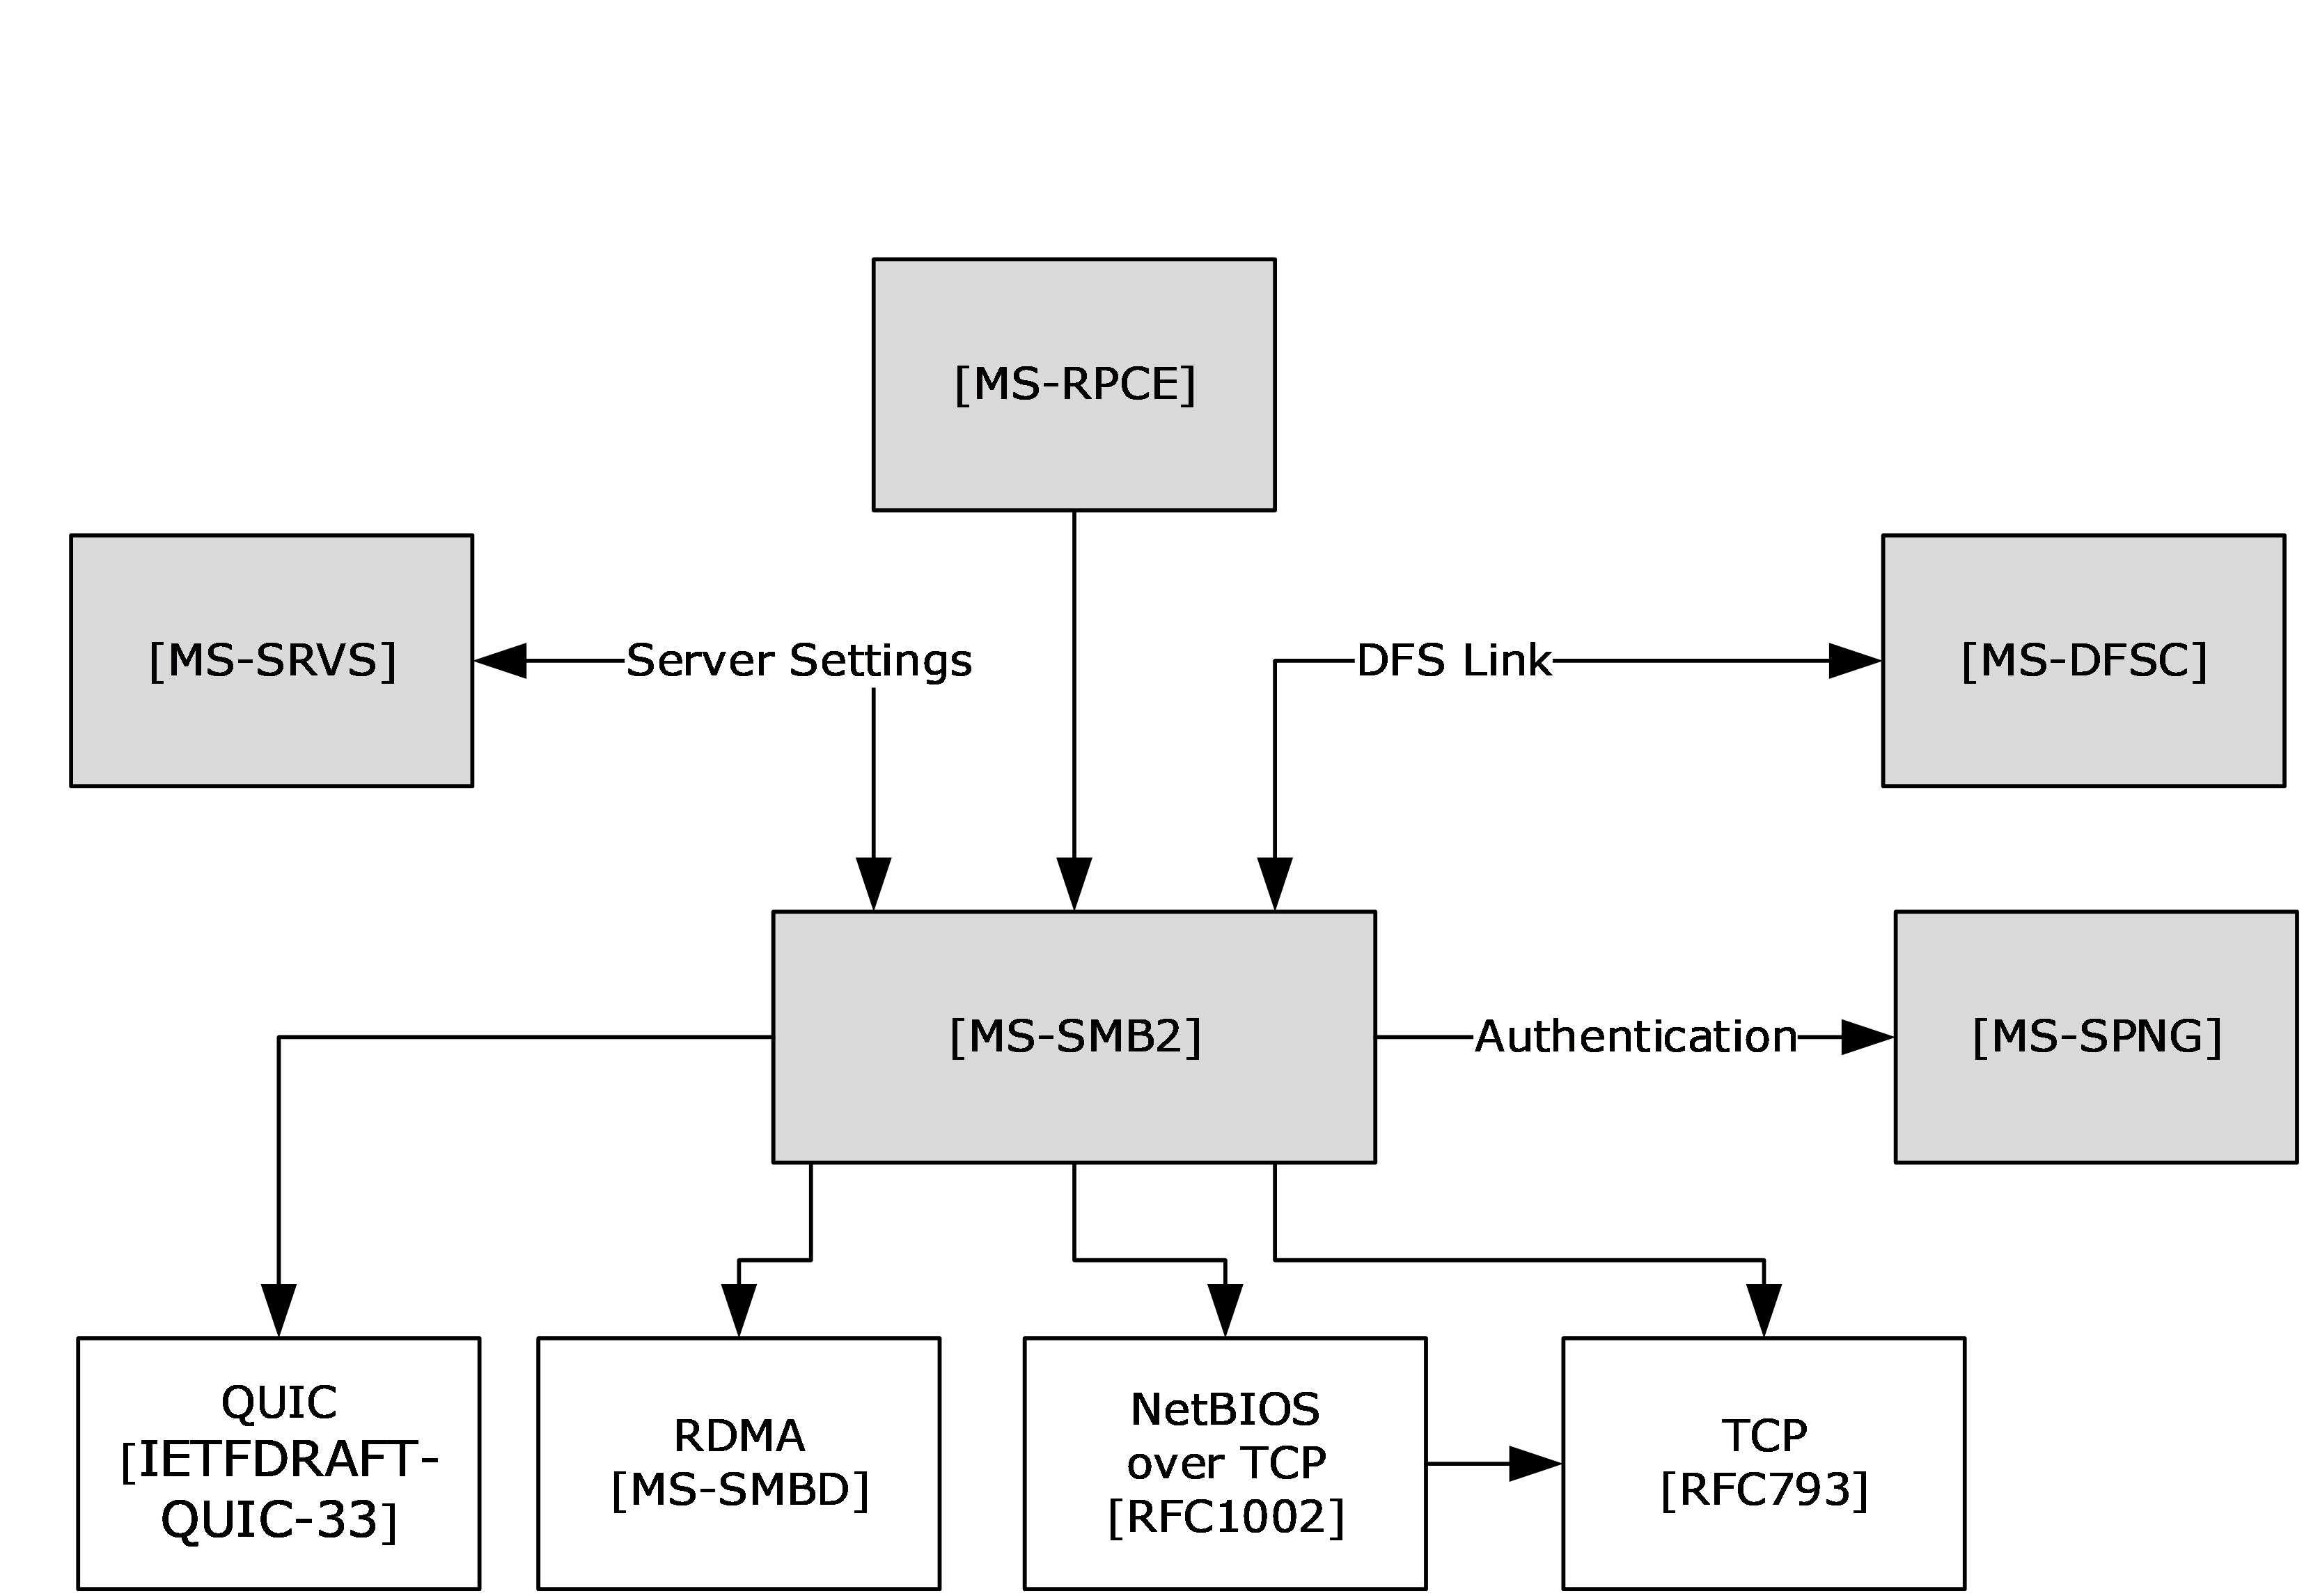 [MS-RPCE]
[MS-SRVS]
Server Settings
DFS Link
[MS-DFSC]
[MS-SMB2]
Authentication
[MS-SPNG]
QUIC
[IETFDRAFT-
QUIC-33]
RDMA
[MS-SMBD]
NetBIOS
over TCP
[RFC1002]
TCP
[RFC793]